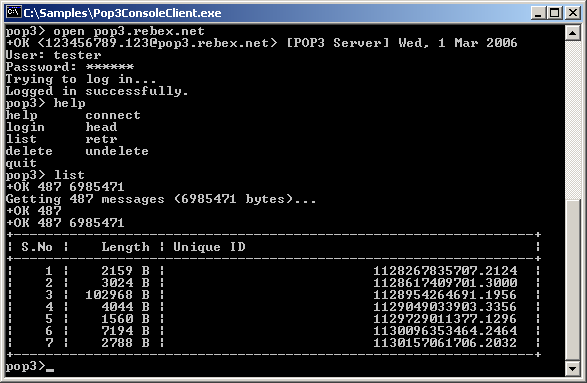 C:\Samples\Pop3ConsoleClient.exe
pop3> open pop3.rebex.net
+OK <123456789.123@pop3.rebex.net> [POP3 Server] Wed, 1 Mar 2006
User: tester
Password: ******
Trying to log in...
Logged in successfully.
pop3> help
help connect
login head
list retr
delete undelete
quit
pop3> list
+OK 487 6985471
Getting 487 messages (6985471 bytes)...
+OK 487
+OK 487 6985471
+------------------------------------------------------------------+
| S.No | Length | Unique ID |
+------------------------------------------------------------------+
| 1 | 2159 B | 1128267835707.2124 |
| 2 | 3024 B | 1128617409701.3000 |
| 3 | 102968 B | 1128954264691.1956 |
| 4 | 4044 B | 1129049033903.3356 |
| 5 | 1560 B | 1129729011377.1296 |
| 6 | 7194 B | 1130096353464.2464 |
| 7 | 2788 B | 1130157061706.2032 |
+------------------------------------------------------------------+
pop3>_